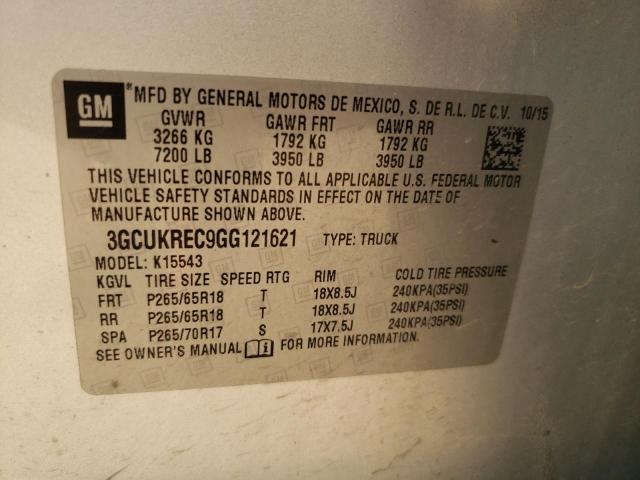 GM
*MFD BY GENERAL MOTORS DE MEXICO, S. DE R.L. DE C.V. 10/15
GVWR GAWR FRT GAWR RR
3266 KG 1792 KG 1792 KG
7200 LB 3950 LB 3950 LB
THIS VEHICLE CONFORMS TO ALL APPLICABLE U.S. FEDERAL MOTOR
VEHICLE SAFETY STANDARDS IN EFFECT ON THE DATE OF
MANUFACTURE SHOWN ABOVE.
3GCUKREC9GG121621 TYPE: TRUCK
MODEL: K15543
KGVL TIRE SIZE SPEED RTG RIM COLD TIRE PRESSURE
FRT P265/65R18 T 18X8.5J 240KPA(35PSI)
RR P265/65R18 T 18X8.5J 240KPA(35PSI)
SPA P265/70R17 S 17X7.5J 240KPA(35PSI)
SEE OWNER'S MANUAL FOR MORE INFORMATION.